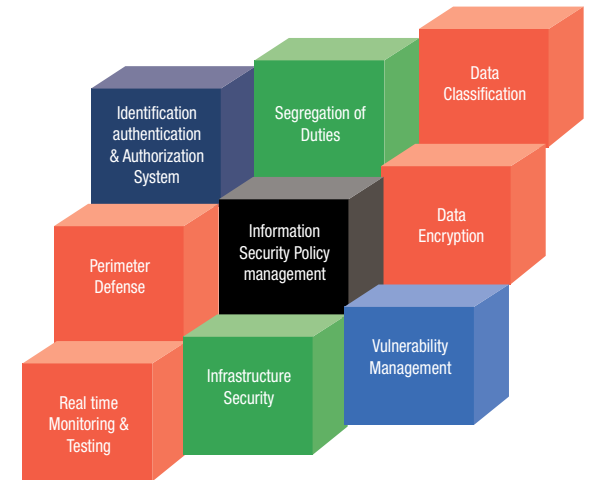 Identification
authentication
& Authorization
System
Segregation of
Duties
Data
Classification
Perimeter
Defense
Information
Security Policy
management
Data
Encryption
Real time
Monitoring &
Testing
Infrastructure
Security
Vulnerability
Management